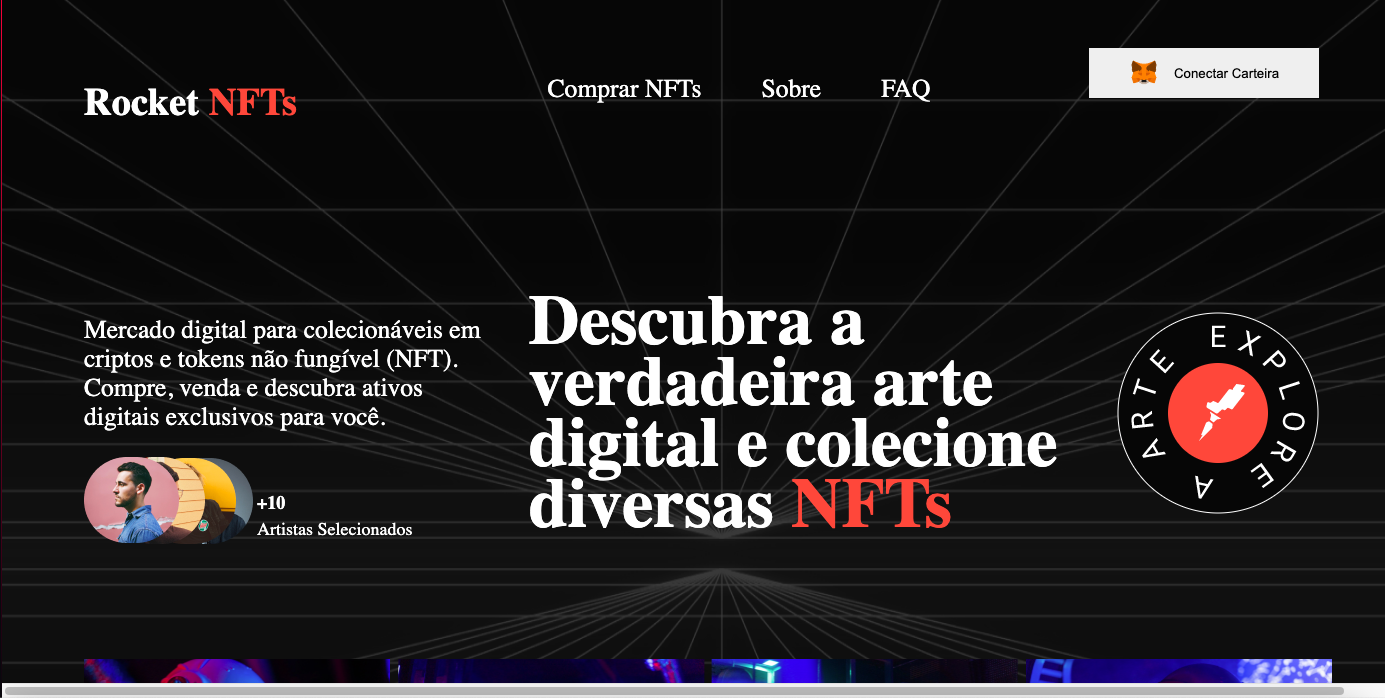 Rocket NFTs
Comprar NFTs
Sobre
FAQ
Conectar Carteira
Mercado digital para colecionáveis em
criptos e tokens não fungível (NFT).
Compre, venda e descubra ativos
digitais exclusivos para você.
+10
Artistas Selecionados
Descubra a
verdadeira arte
digital e colecione
diversas NFTs
EXPLORE A ARTE